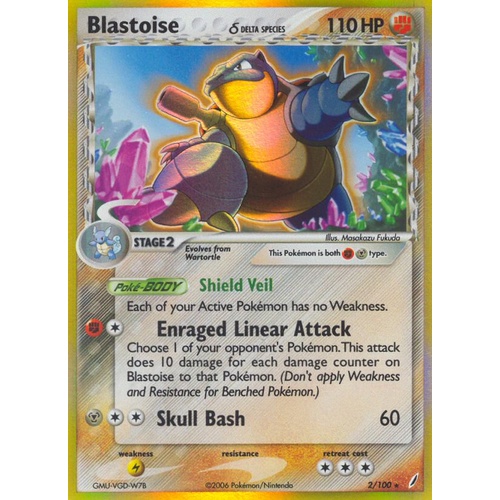 Blastoise δ DELTA SPECIES 110 HP
Illus. Masakazu Fukuda
STAGE 2
Evolves from
Wartortle
This Pokémon is both type.
Poké-BODY Shield Veil
Each of your Active Pokémon has no Weakness.
Enraged Linear Attack
Choose 1 of your opponent's Pokémon. This attack
does 10 damage for each damage counter on
Blastoise to that Pokémon. (Don't apply Weakness
and Resistance for Benched Pokémon.)
Skull Bash 60
weakness resistance retreat cost
GMU-VGD-W7B ©2006 Pokémon/Nintendo 2/100 ★